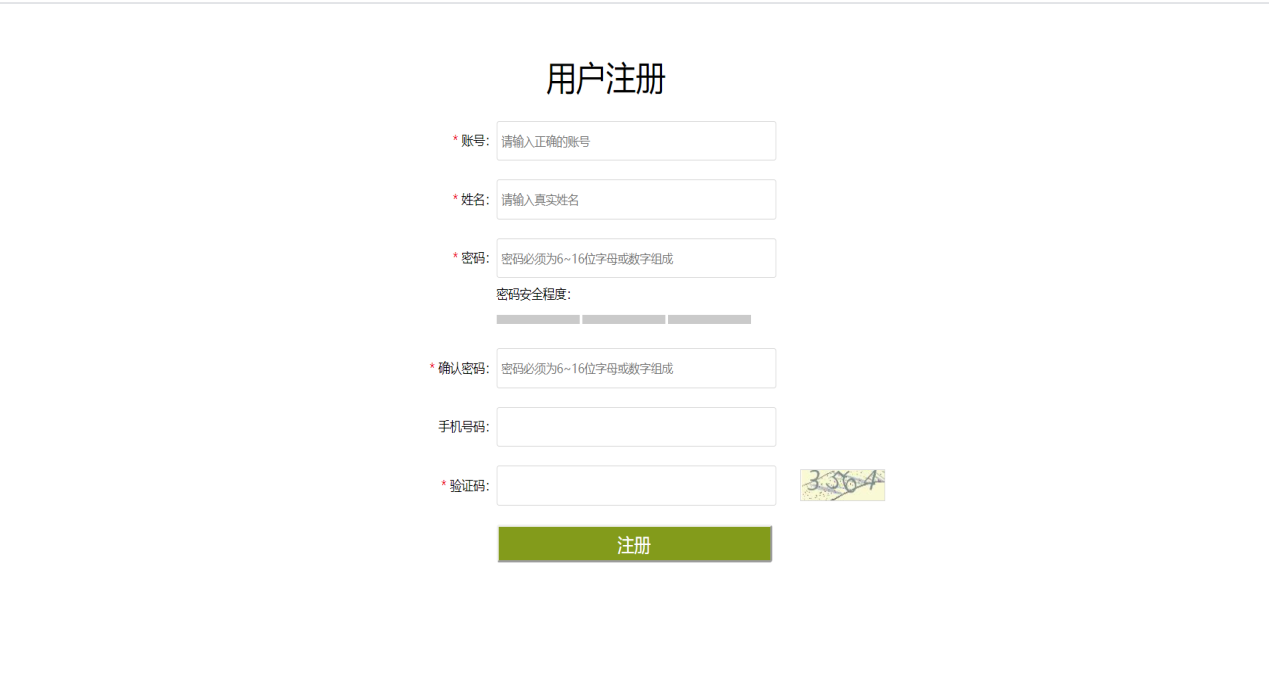 用户注册
* 账号： 请输入正确的账号
* 姓名： 请输入真实姓名
* 密码： 密码必须为6~16位字母或数字组成
密码安全程度：
* 确认密码： 密码必须为6~16位字母或数字组成
手机号码：
* 验证码： 3364
注册